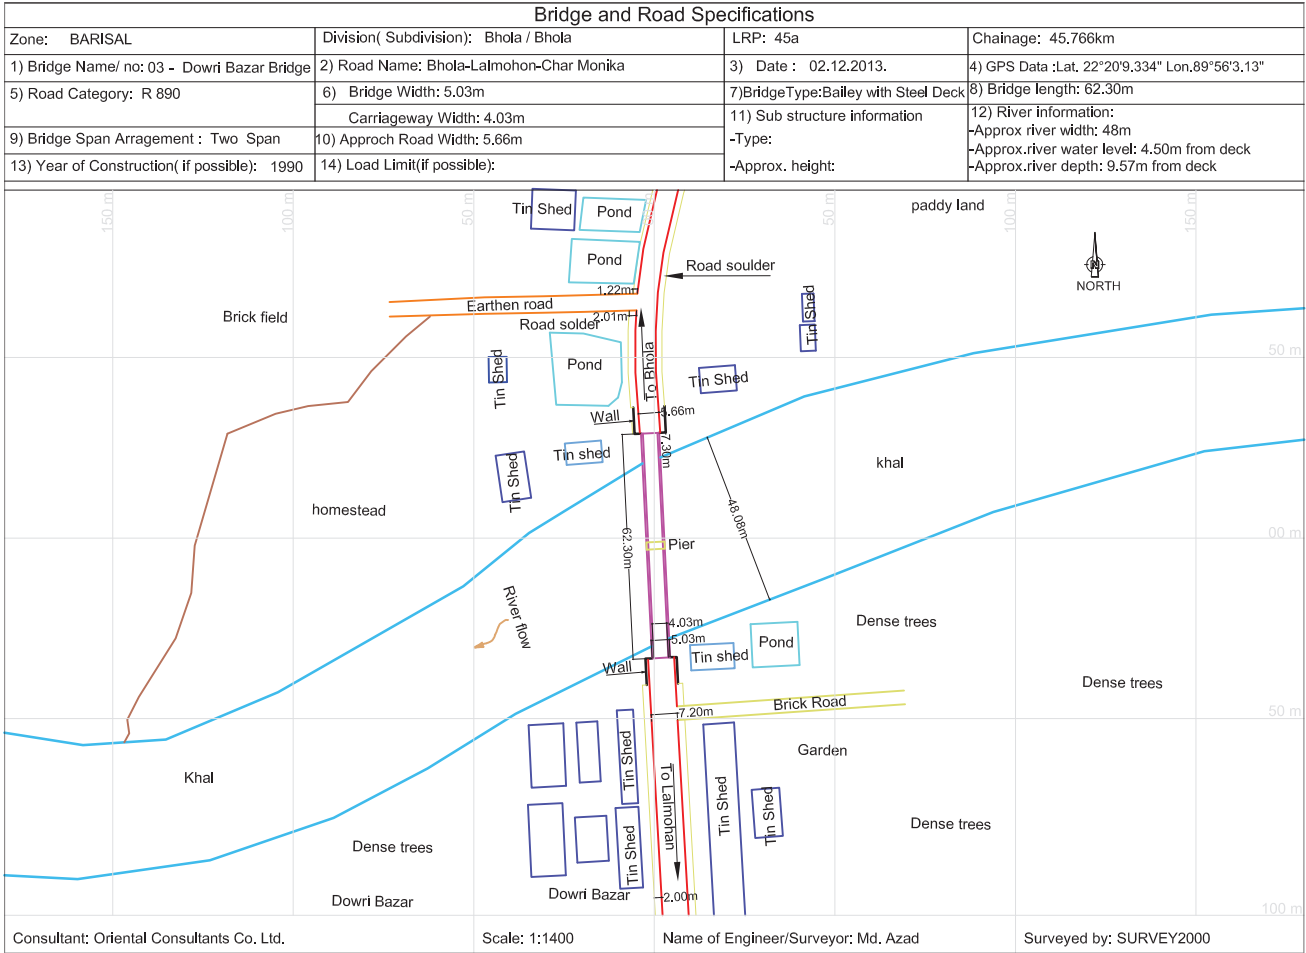 Bridge and Road Specifications
Zone: BARISAL
Division( Subdivision): Bhola / Bhola
LRP: 45a
Chainage: 45.766km
1) Bridge Name/ no: 03 - Dowri Bazar Bridge
2) Road Name: Bhola-Lalmohon-Char Monika
3) Date : 02.12.2013.
4) GPS Data :Lat. 22°20'9.334" Lon.89°56'3.13"
5) Road Category: R 890
6) Bridge Width: 5.03m
Carriageway Width: 4.03m
7)BridgeType:Bailey with Steel Deck
8) Bridge length: 62.30m
9) Bridge Span Arragement : Two Span
10) Approch Road Width: 5.66m
11) Sub structure information
-Type:
-Approx. height:
12) River information:
-Approx river width: 48m
-Approx.river water level: 4.50m from deck
-Approx.river depth: 9.57m from deck
13) Year of Construction( if possible): 1990
14) Load Limit(if possible):
150 m
100 m
50 m
50 m
100 m
150 m
Tin Shed
Pond
paddy land
Pond
Road soulder
NORTH
N
1.22m
Earthen road
2.01m
Brick field
Road solder
Tin Shed
Tin Shed
50 m
Pond
To Bhola
Tin Shed
Tin Shed
Wall
5.66m
7.30m
Tin shed
Tin Shed
khal
homestead
48.08m
62.30m
Pier
00 m
River flow
4.03m
5.03m
Dense trees
Pond
Tin shed
Wall
Dense trees
Brick Road
7.20m
50 m
Garden
Khal
Tin Shed
To Lalmohan
Tin Shed
Tin Shed
Tin Shed
Dense trees
Dense trees
Dowri Bazar
Dowri Bazar
2.00m
100 m
Consultant: Oriental Consultants Co. Ltd.
Scale: 1:1400
Name of Engineer/Surveyor: Md. Azad
Surveyed by: SURVEY2000